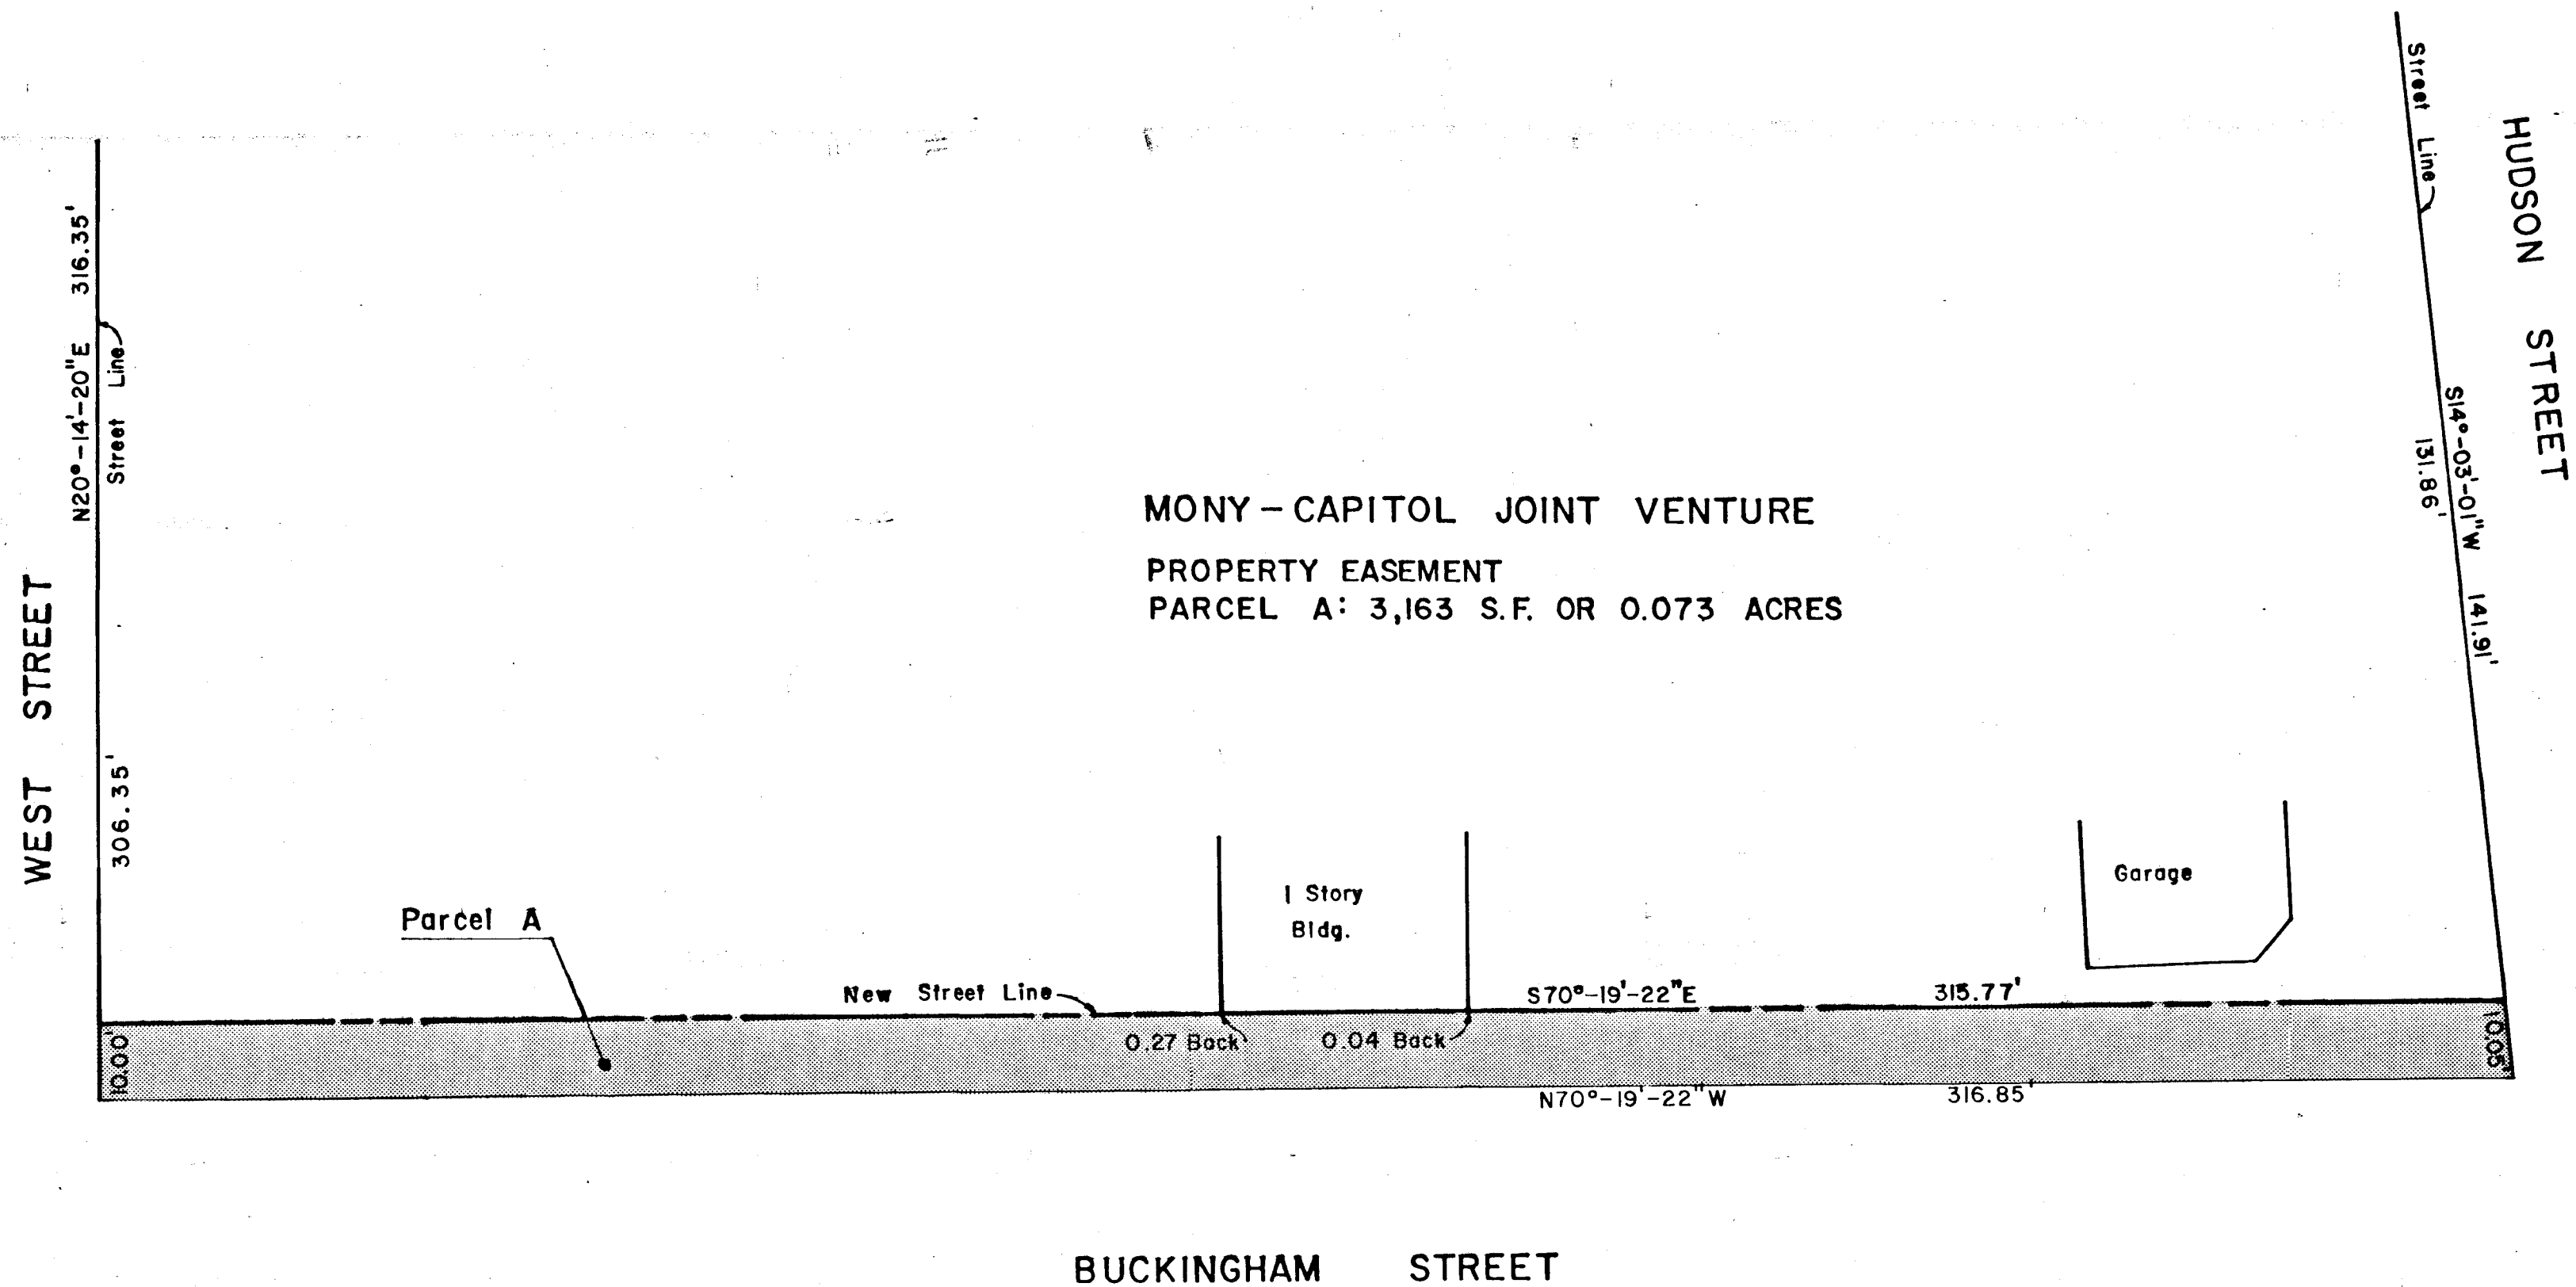 WEST STREET
N20°-14'-20"E 316.35'
Street Line
306.35'
10.00'
Parcel A
New Street Line
MONY-CAPITOL JOINT VENTURE
PROPERTY EASEMENT
PARCEL A: 3,163 S.F. OR 0.073 ACRES
1 Story
Bldg.
0.27 Back
0.04 Back
S70°-19'-22"E 315.77'
N70°-19'-22"W 316.85'
Garage
Street Line
HUDSON STREET
S14°-03'-01"W 141.91'
131.86'
10.05'
BUCKINGHAM STREET